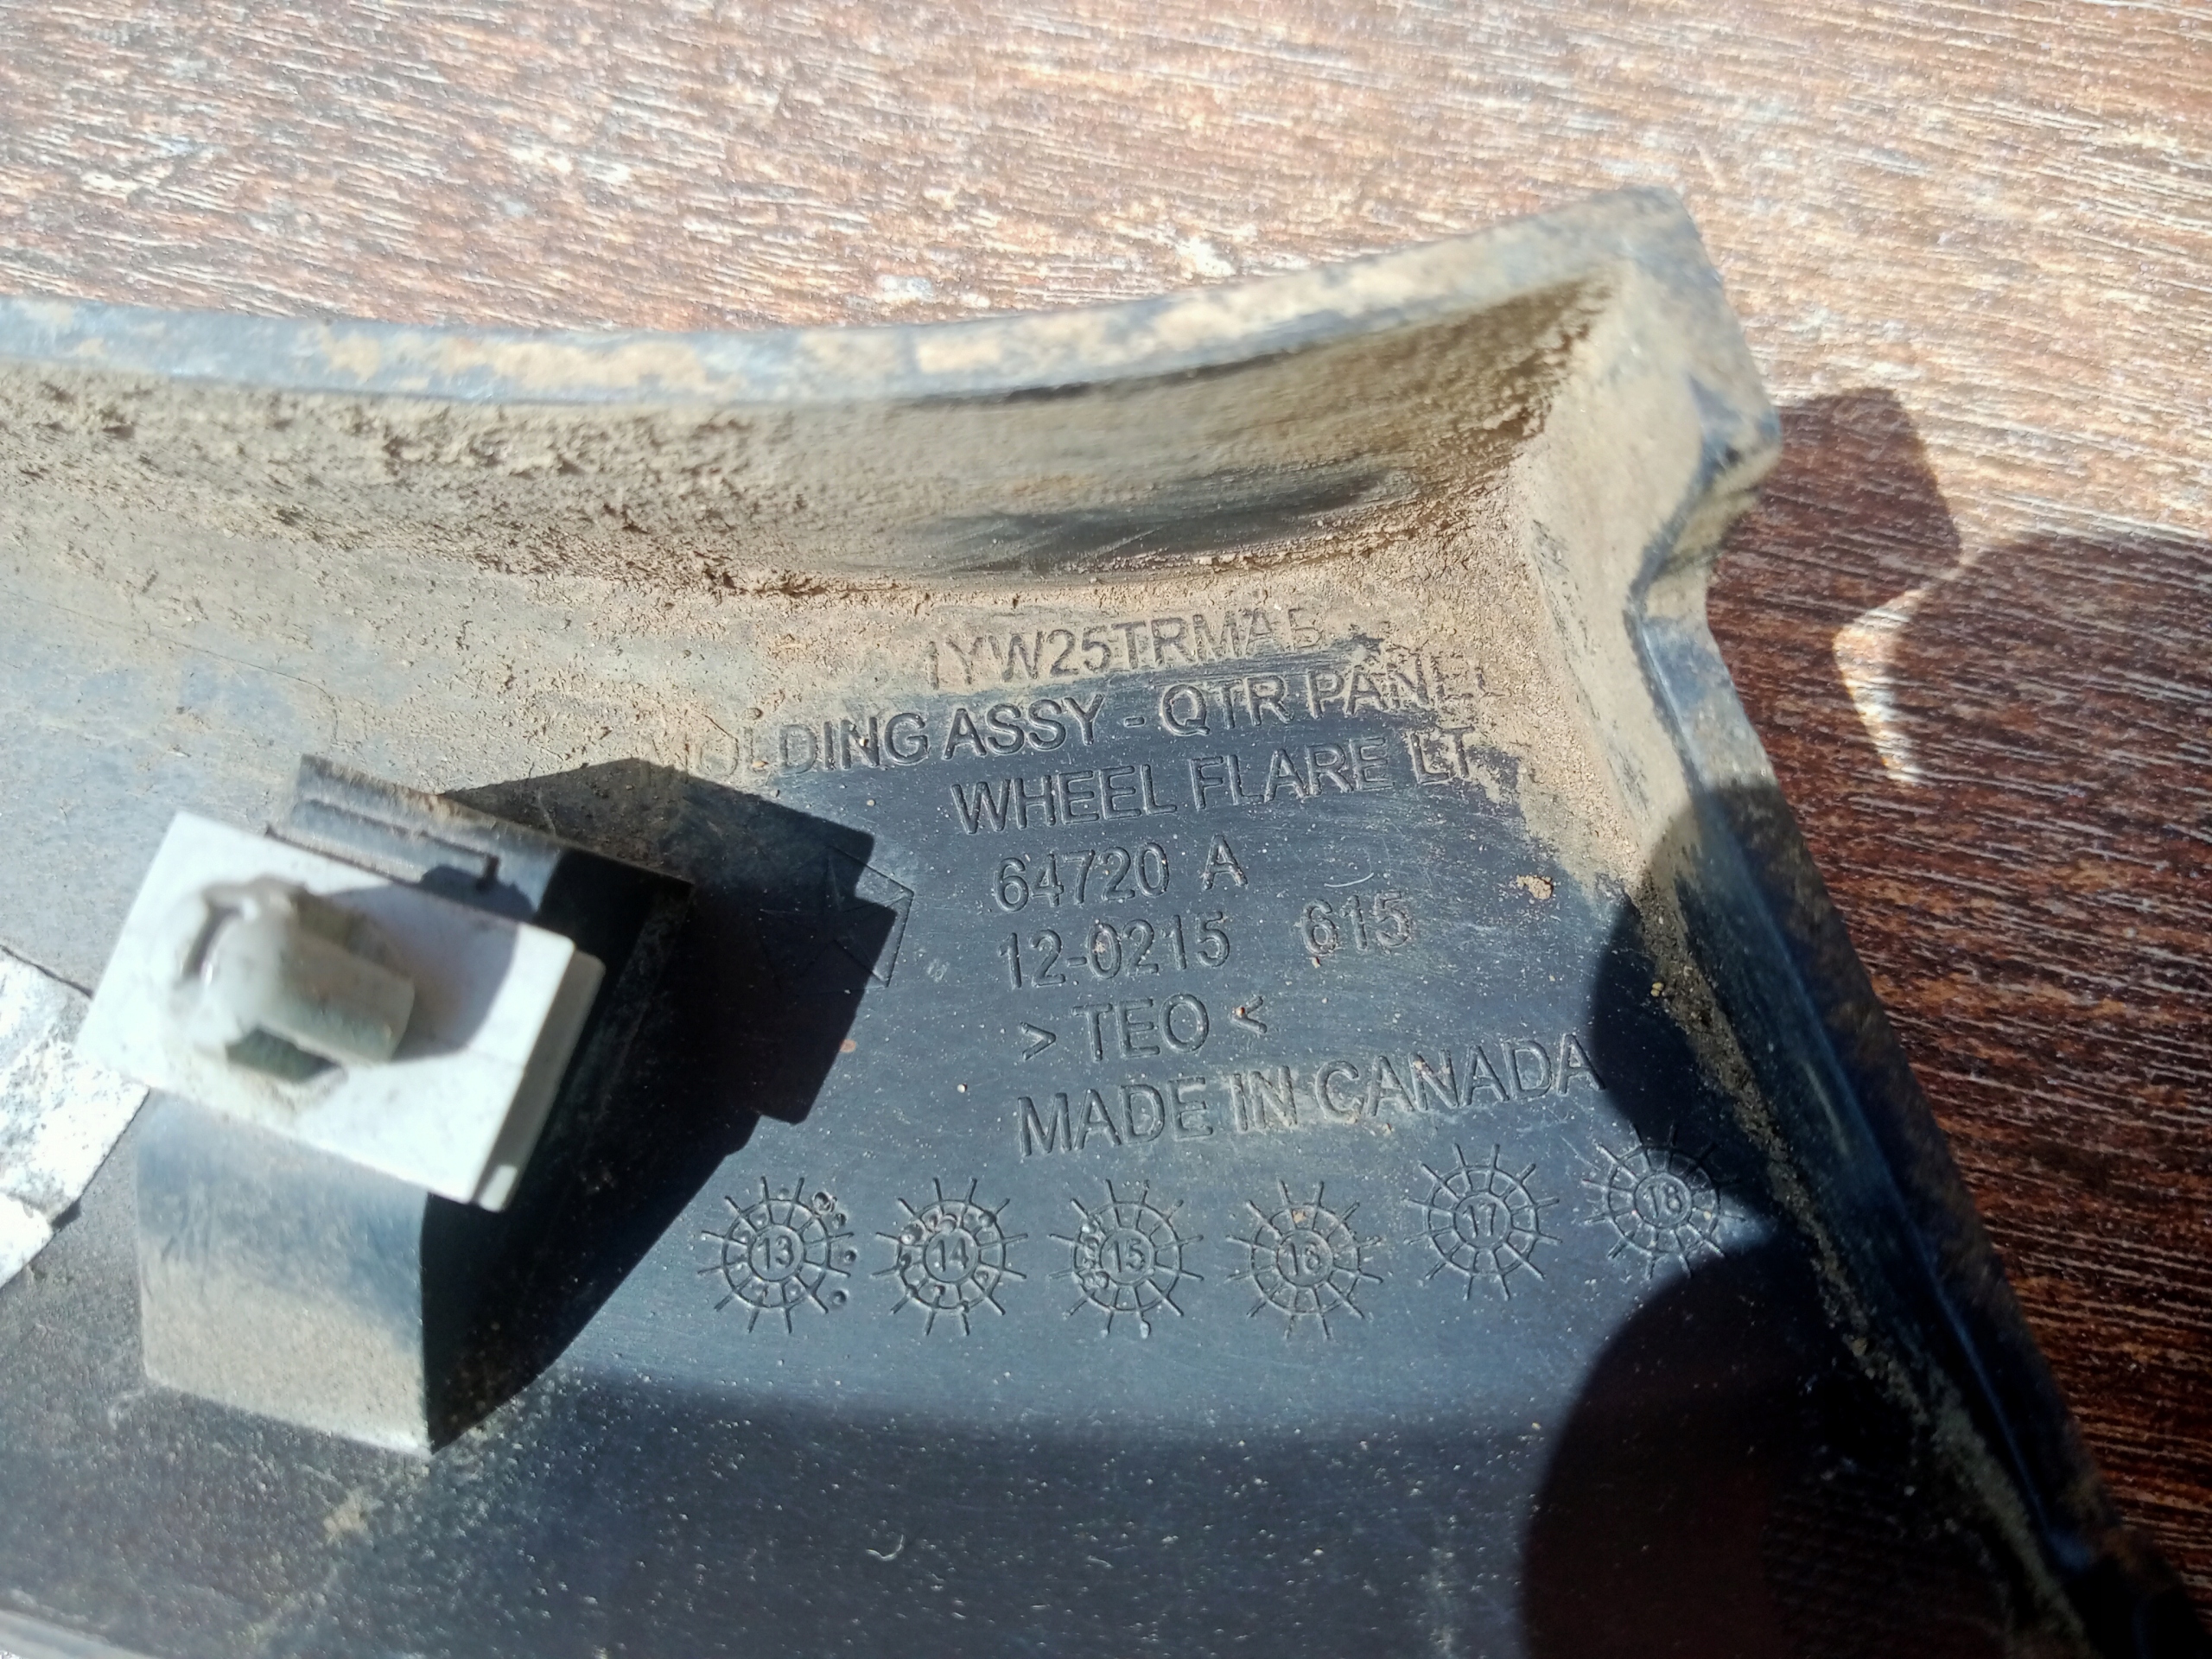 1YW25TRMAB
MOLDING ASSY - QTR PANEL
WHEEL FLARE LT
64720 A
12-0215 615
> TEO <
MADE IN CANADA
13 14 15 16 17 18